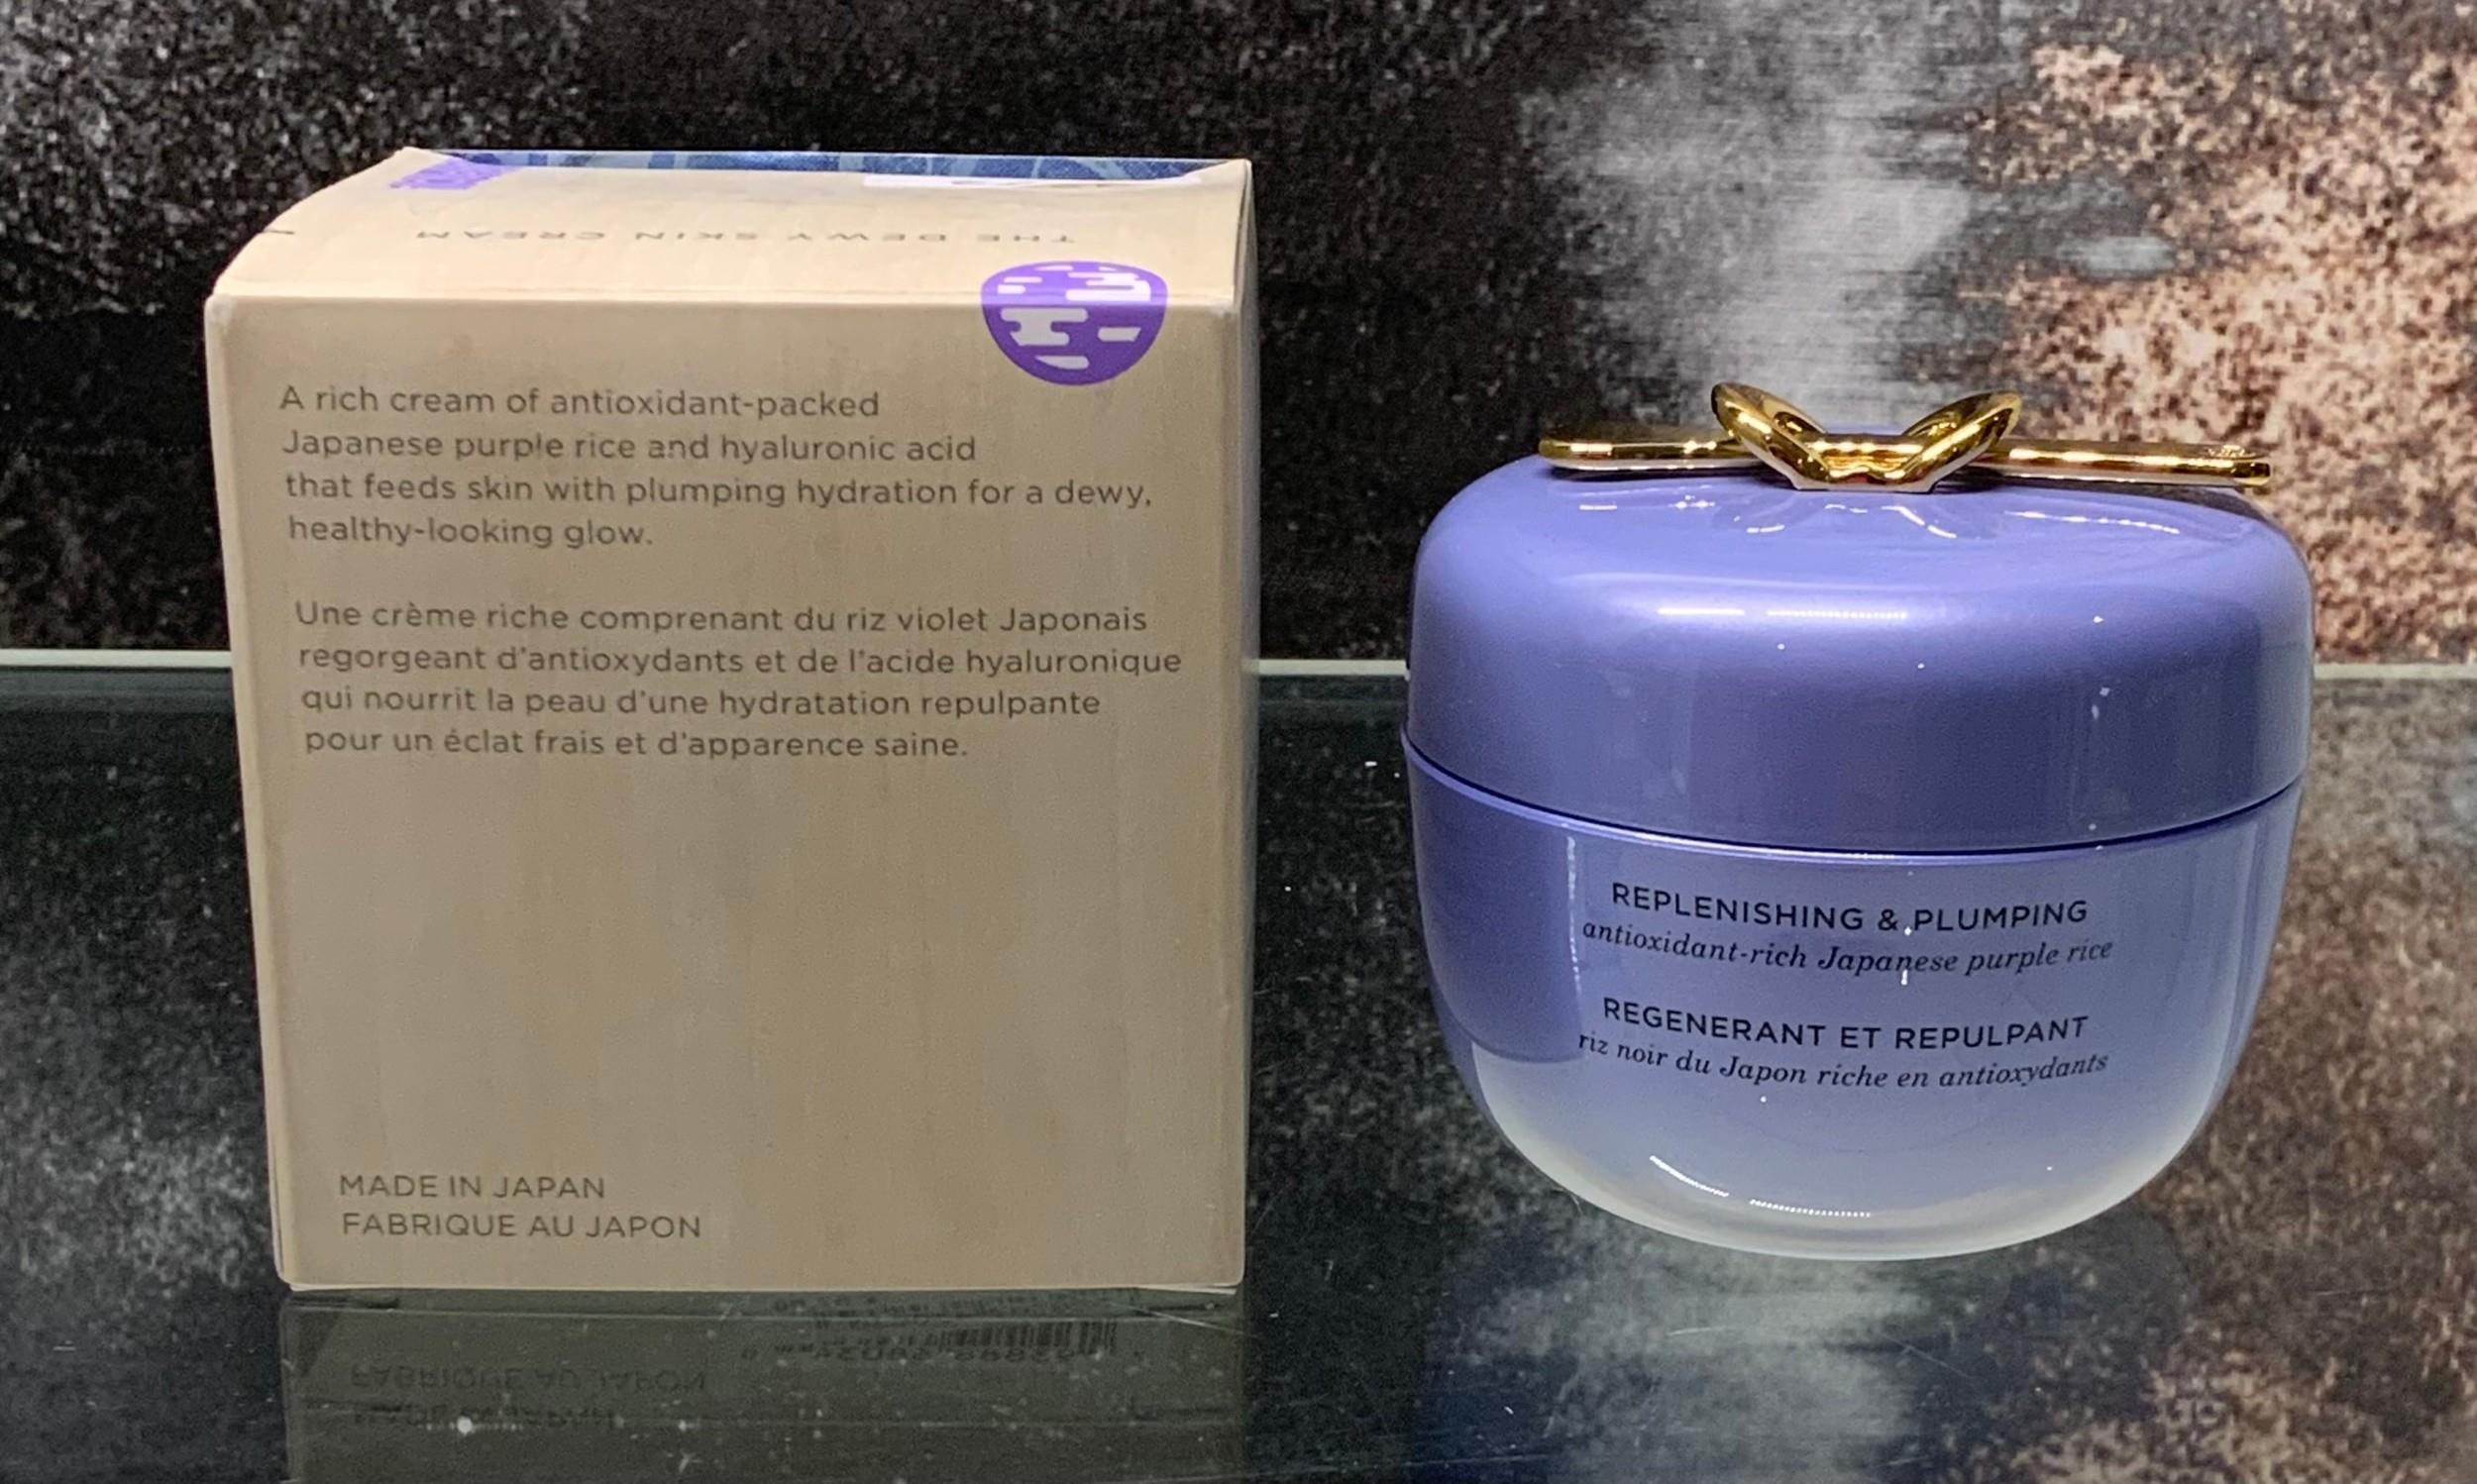 THE DEWY SKIN CREAM
A rich cream of antioxidant-packed
Japanese purple rice and hyaluronic acid
that feeds skin with plumping hydration for a dewy,
healthy-looking glow.
Une crème riche comprenant du riz violet Japonais
regorgeant d'antioxydants et de l'acide hyaluronique
qui nourrit la peau d'une hydratation repulpante
pour un éclat frais et d'apparence saine.
MADE IN JAPAN
FABRIQUE AU JAPON
REPLENISHING & PLUMPING
antioxidant-rich Japanese purple rice
REGENERANT ET REPULPANT
riz noir du Japon riche en antioxydants